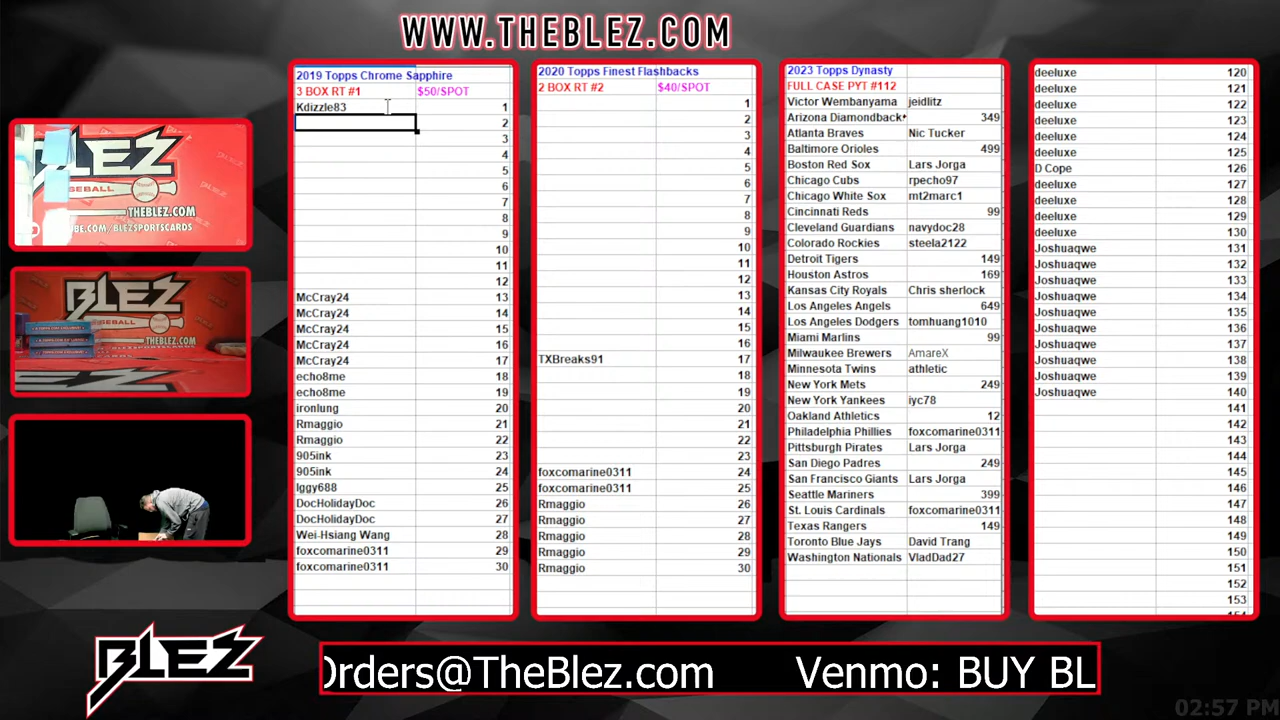 WWW.THEBLEZ.COM
BLEZ
BASEBALL
THEBLEZ.COM
BLEZ
THEBLEZ.COM
2019 Topps Chrome Sapphire
3 BOX RT #1 $50/SPOT
Kdizzle83 1
2
3
4
5
6
7
8
9
10
11
12
McCray24 13
McCray24 14
McCray24 15
McCray24 16
McCray24 17
echo8me 18
echo8me 19
ironlung 20
Rmaggio 21
Rmaggio 22
905ink 23
905ink 24
Iggy688 25
DocHolidayDoc 26
DocHolidayDoc 27
Wei-Hsiang Wang 28
foxcomarine0311 29
foxcomarine0311 30
2020 Topps Finest Flashbacks
2 BOX RT #2 $40/SPOT
1
2
3
4
5
6
7
8
9
10
11
12
13
14
15
16
TXBreaks91 17
18
19
20
21
22
23
foxcomarine0311 24
foxcomarine0311 25
Rmaggio 26
Rmaggio 27
Rmaggio 28
Rmaggio 29
Rmaggio 30
2023 Topps Dynasty
FULL CASE PYT #112
Victor Wembanyama jeidlitz
Arizona Diamondback 349
Atlanta Braves Nic Tucker
Baltimore Orioles 499
Boston Red Sox Lars Jorga
Chicago Cubs rpecho97
Chicago White Sox mt2marc1
Cincinnati Reds 99
Cleveland Guardians navydoc28
Colorado Rockies steela2122
Detroit Tigers 149
Houston Astros 169
Kansas City Royals Chris sherlock
Los Angeles Angels 649
Los Angeles Dodgers tomhuang1010
Miami Marlins 99
Milwaukee Brewers AmareX
Minnesota Twins athletic
New York Mets 249
New York Yankees iyc78
Oakland Athletics 12
Philadelphia Phillies foxcomarine0311
Pittsburgh Pirates Lars Jorga
San Diego Padres 249
San Francisco Giants Lars Jorga
Seattle Mariners 399
St. Louis Cardinals foxcomarine0311
Texas Rangers 149
Toronto Blue Jays David Trang
Washington Nationals VladDad27
deeluxe 120
deeluxe 121
deeluxe 122
deeluxe 123
deeluxe 124
deeluxe 125
D Cope 126
deeluxe 127
deeluxe 128
deeluxe 129
deeluxe 130
Joshuaqwe 131
Joshuaqwe 132
Joshuaqwe 133
Joshuaqwe 134
Joshuaqwe 135
Joshuaqwe 136
Joshuaqwe 137
Joshuaqwe 138
Joshuaqwe 139
Joshuaqwe 140
141
142
143
144
145
146
147
148
149
150
151
152
153
BLEZ
Orders@TheBlez.com Venmo: BUY BL
02:57 PM